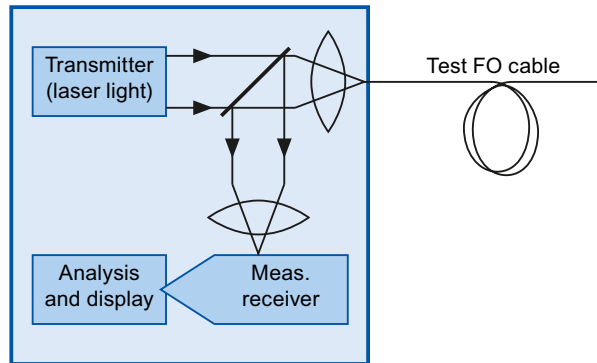 Transmitter
(laser light)
Test FO cable
Analysis
and display
Meas.
receiver